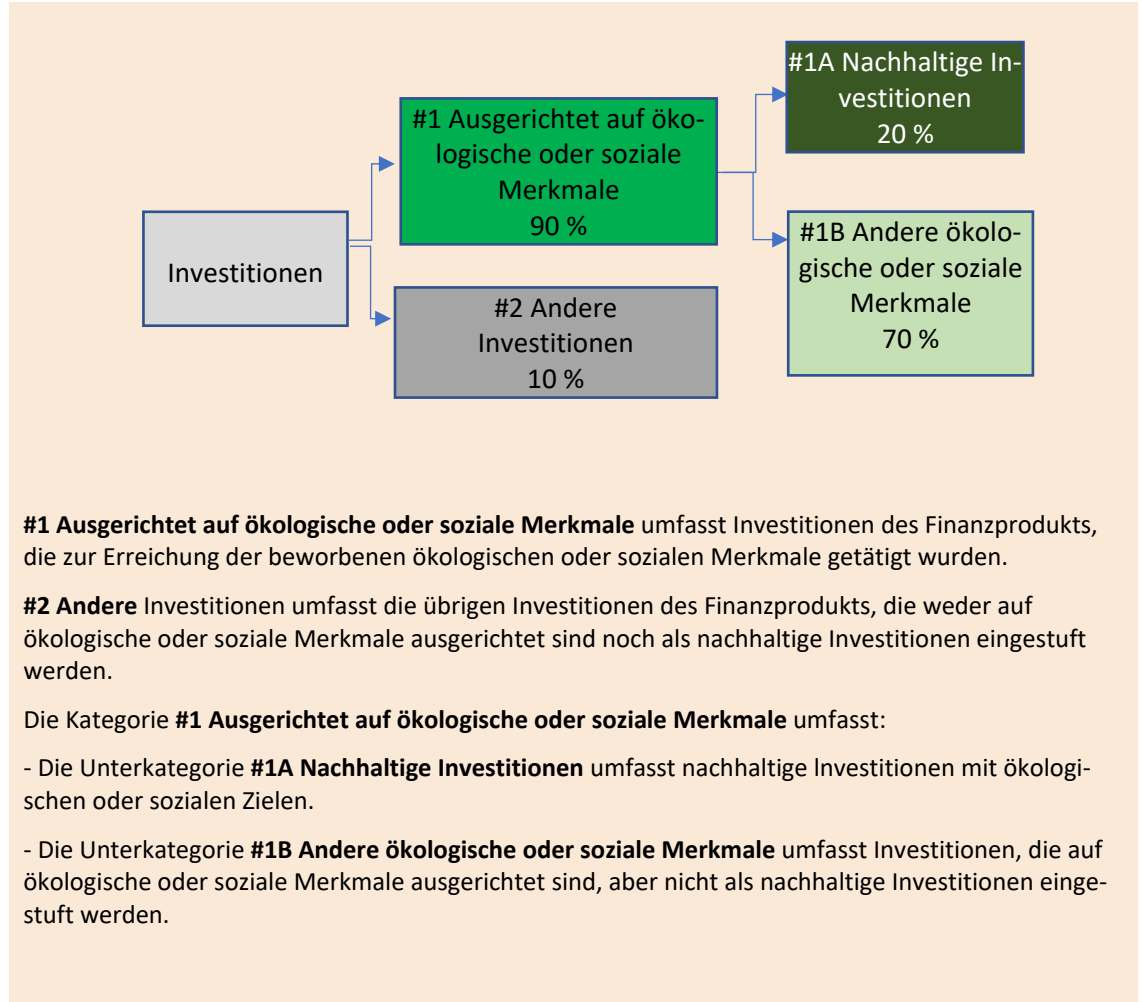 #1A Nachhaltige In-
vestitionen
20 %
#1 Ausgerichtet auf öko-
logische oder soziale
Merkmale
90 %
Investitionen
#1B Andere ökolo-
gische oder soziale
Merkmale
70 %
#2 Andere
Investitionen
10 %
#1 Ausgerichtet auf ökologische oder soziale Merkmale umfasst Investitionen des Finanzprodukts,
die zur Erreichung der beworbenen ökologischen oder sozialen Merkmale getätigt wurden.
#2 Andere Investitionen umfasst die übrigen Investitionen des Finanzprodukts, die weder auf
ökologische oder soziale Merkmale ausgerichtet sind noch als nachhaltige Investitionen eingestuft
werden.
Die Kategorie #1 Ausgerichtet auf ökologische oder soziale Merkmale umfasst:
- Die Unterkategorie #1A Nachhaltige Investitionen umfasst nachhaltige Investitionen mit ökologi-
schen oder sozialen Zielen.
- Die Unterkategorie #1B Andere ökologische oder soziale Merkmale umfasst Investitionen, die auf
ökologische oder soziale Merkmale ausgerichtet sind, aber nicht als nachhaltige Investitionen einge-
stuft werden.